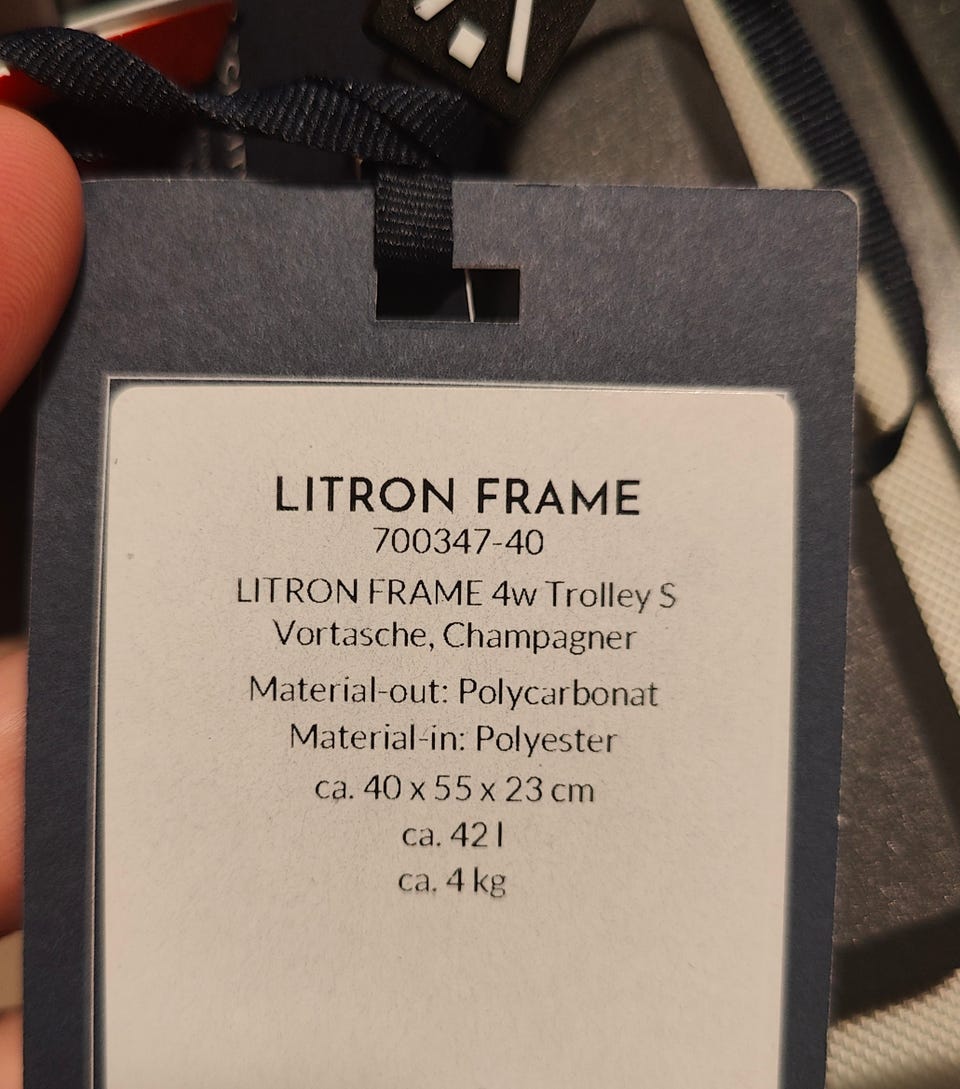 LITRON FRAME
700347-40
LITRON FRAME 4w Trolley S
Vortasche, Champagner
Material-out: Polycarbonat
Material-in: Polyester
ca. 40 x 55 x 23 cm
ca. 42 l
ca. 4 kg